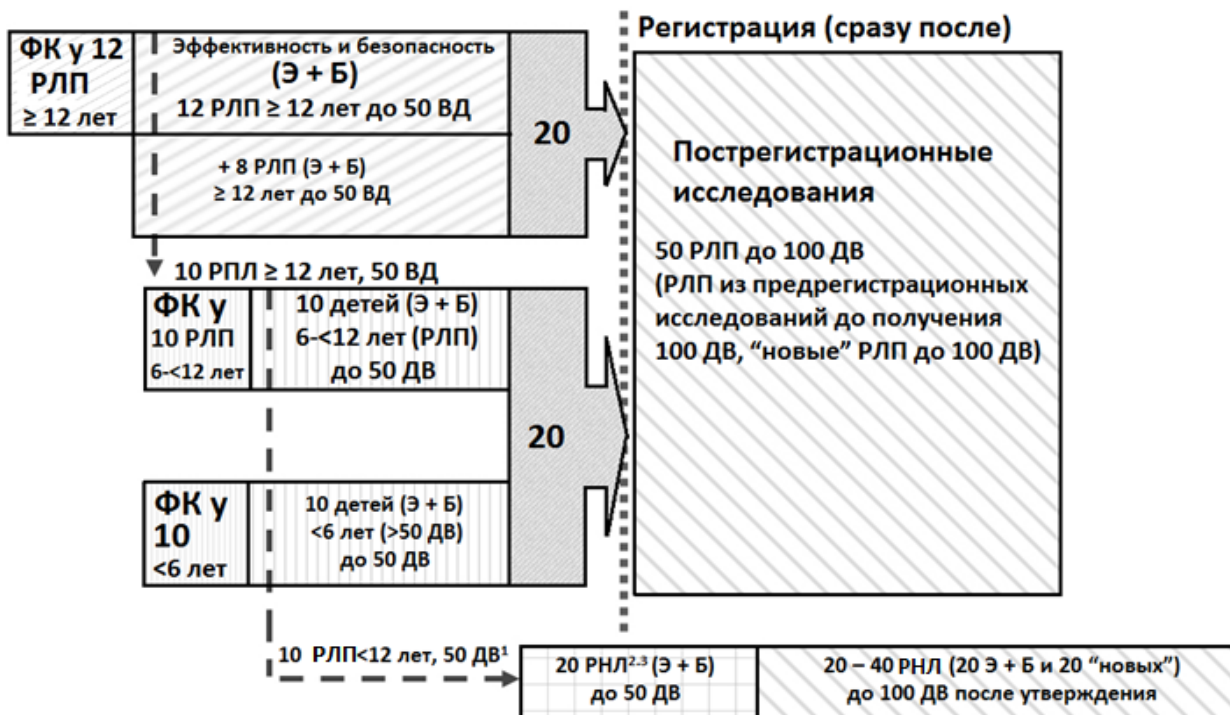 Регистрация (сразу после)
ФК у 12
РЛП
≥ 12 лет
Эффективность и безопасность
(Э + Б)
12 РЛП ≥ 12 лет до 50 ВД
+ 8 РЛП (Э + Б)
≥ 12 лет до 50 ВД
20
Пострегистрационные
исследования
50 РЛП до 100 ДВ
(РЛП из предрегистрационных
исследований до получения
100 ДВ, “новые” РЛП до 100 ДВ)
10 РПЛ ≥ 12 лет, 50 ВД
ФК у
10 РЛП
6-<12 лет
10 детей (Э + Б)
6-<12 лет (РЛП)
до 50 ДВ
20
ФК у
10
<6 лет
10 детей (Э + Б)
<6 лет (>50 ДВ)
до 50 ДВ
10 РЛП<12 лет, 50 ДВ¹
20 РНЛ²·³ (Э + Б)
до 50 ДВ
20 – 40 РНЛ (20 Э + Б и 20 “новых”)
до 100 ДВ после утверждения